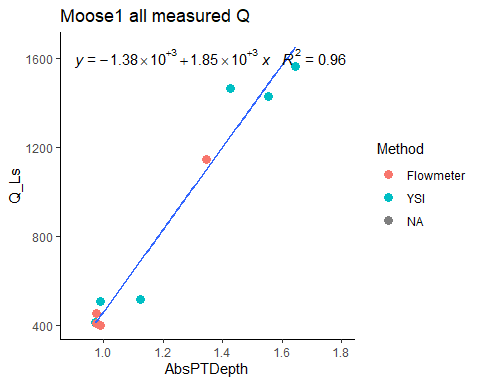 Moose1 all measured Q
y = −1.38×10⁺³ +1.85×10⁺³ x R² = 0.96
1600
1200
800
400
Q_Ls
1.0 1.2 1.4 1.6 1.8
AbsPTDepth
Method
Flowmeter
YSI
NA